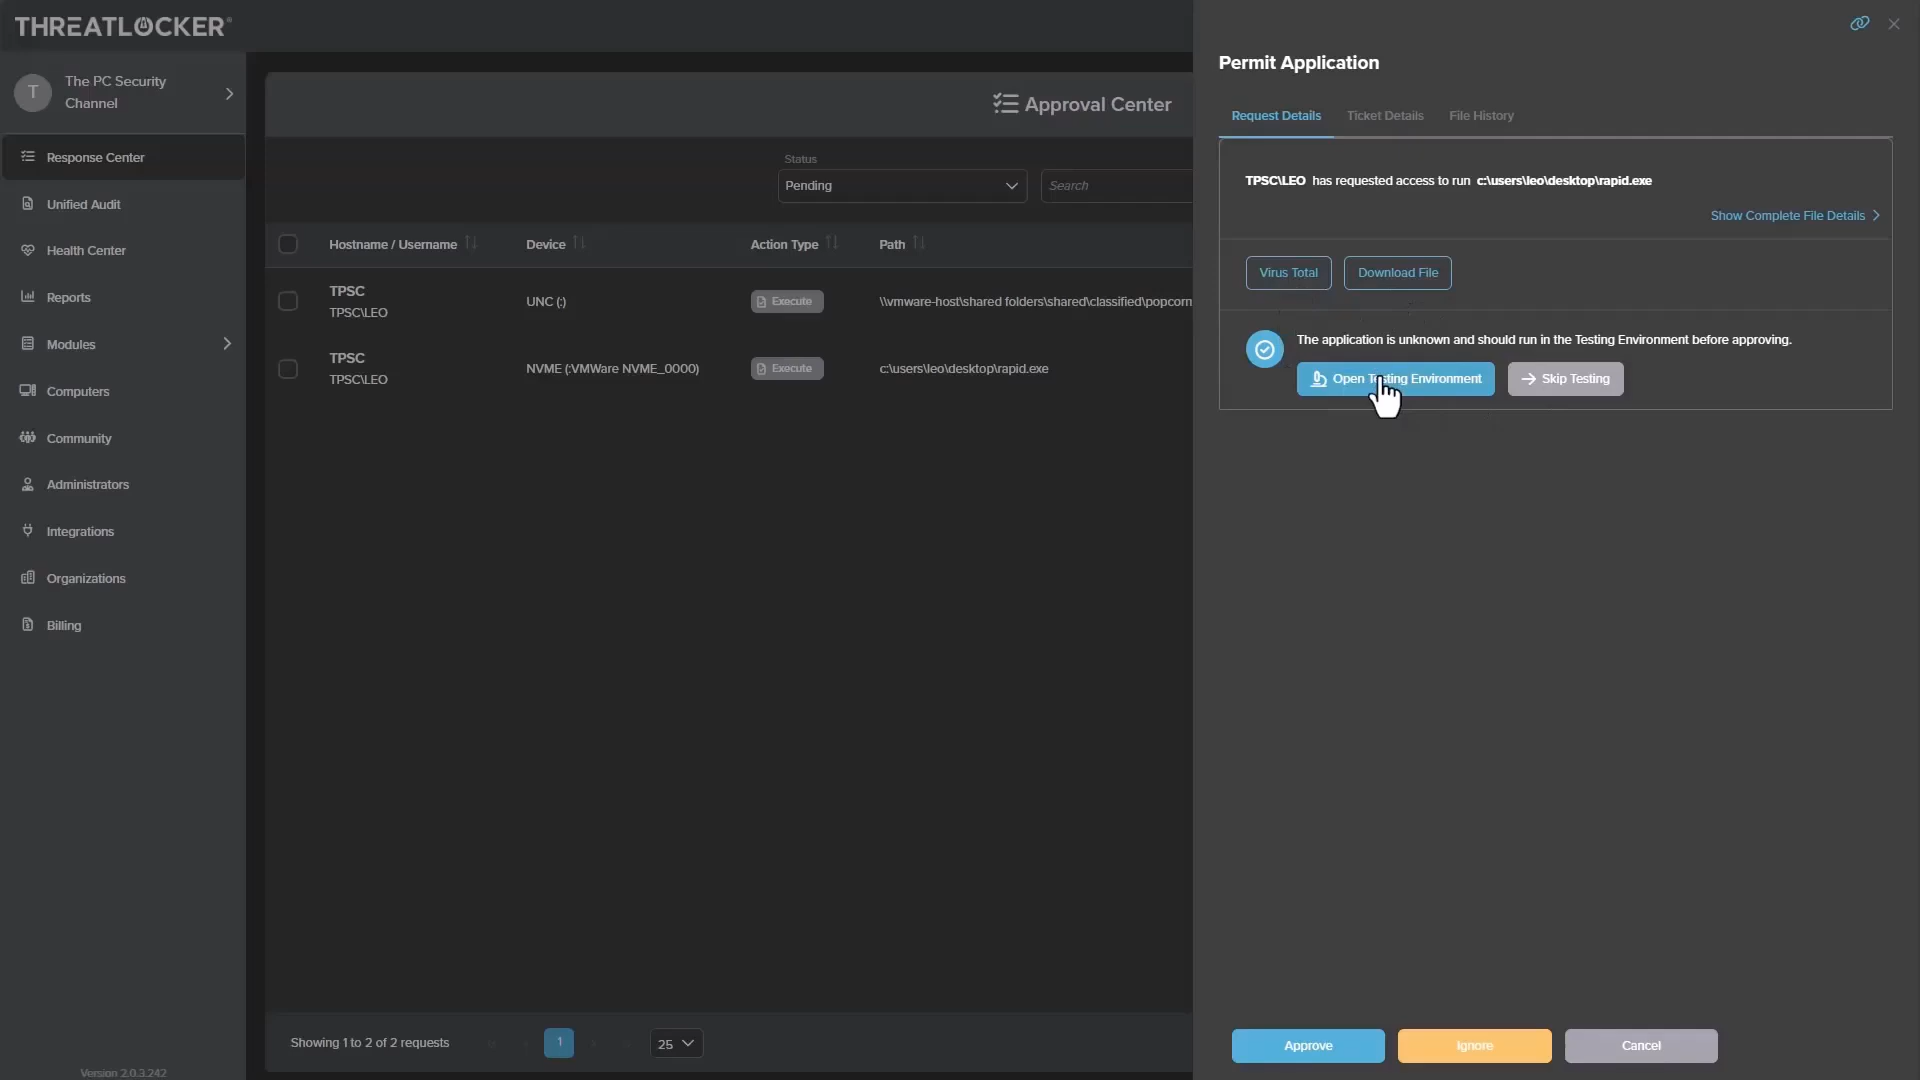 THREATLOCKER®
T
The PC Security
Channel
Response Center
Unified Audit
Health Center
Reports
Modules
Computers
Community
Administrators
Integrations
Organizations
Billing
Version 2.0.3.242
Approval Center
Status
Pending
Search
Hostname / Username
Device
Action Type
Path
TPSC
TPSC\LEO
UNC (:)
Execute
\\vmware-host\shared folders\shared\classified\popcorn
TPSC
TPSC\LEO
NVME (:VMWare NVME_0000)
Execute
c:\users\leo\desktop\rapid.exe
Showing 1 to 2 of 2 requests
1
25
Permit Application
Request Details
Ticket Details
File History
TPSC\LEO has requested access to run c:\users\leo\desktop\rapid.exe
Show Complete File Details
Virus Total
Download File
The application is unknown and should run in the Testing Environment before approving.
Open Testing Environment
Skip Testing
Approve
Ignore
Cancel